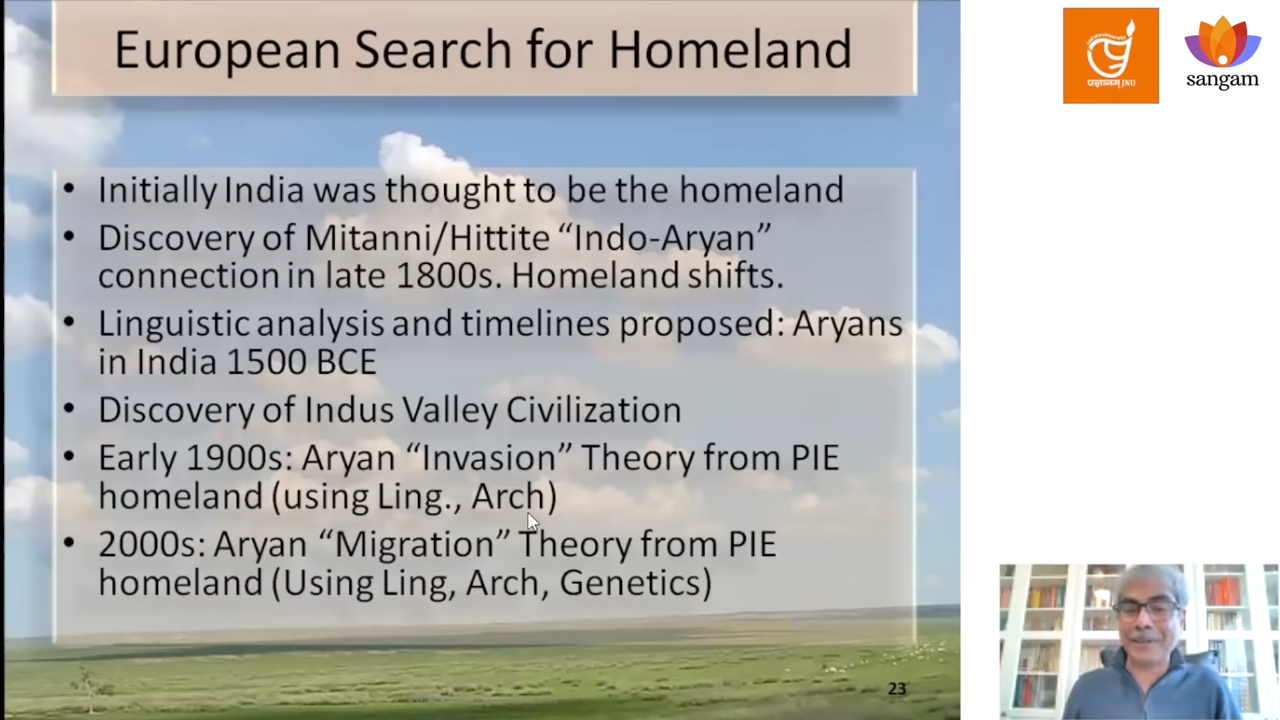 European Search for Homeland
• Initially India was thought to be the homeland
• Discovery of Mitanni/Hittite “Indo-Aryan”
connection in late 1800s. Homeland shifts.
• Linguistic analysis and timelines proposed: Aryans
in India 1500 BCE
• Discovery of Indus Valley Civilization
• Early 1900s: Aryan “Invasion” Theory from PIE
homeland (using Ling., Arch)
• 2000s: Aryan “Migration” Theory from PIE
homeland (Using Ling, Arch, Genetics)
23
JNU
sangam